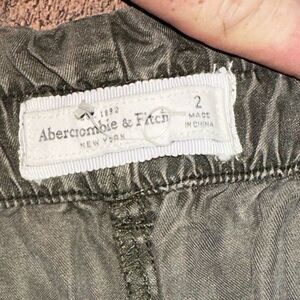 1892
Abercrombie & Fitch
NEW YORK
2
MADE
IN CHINA